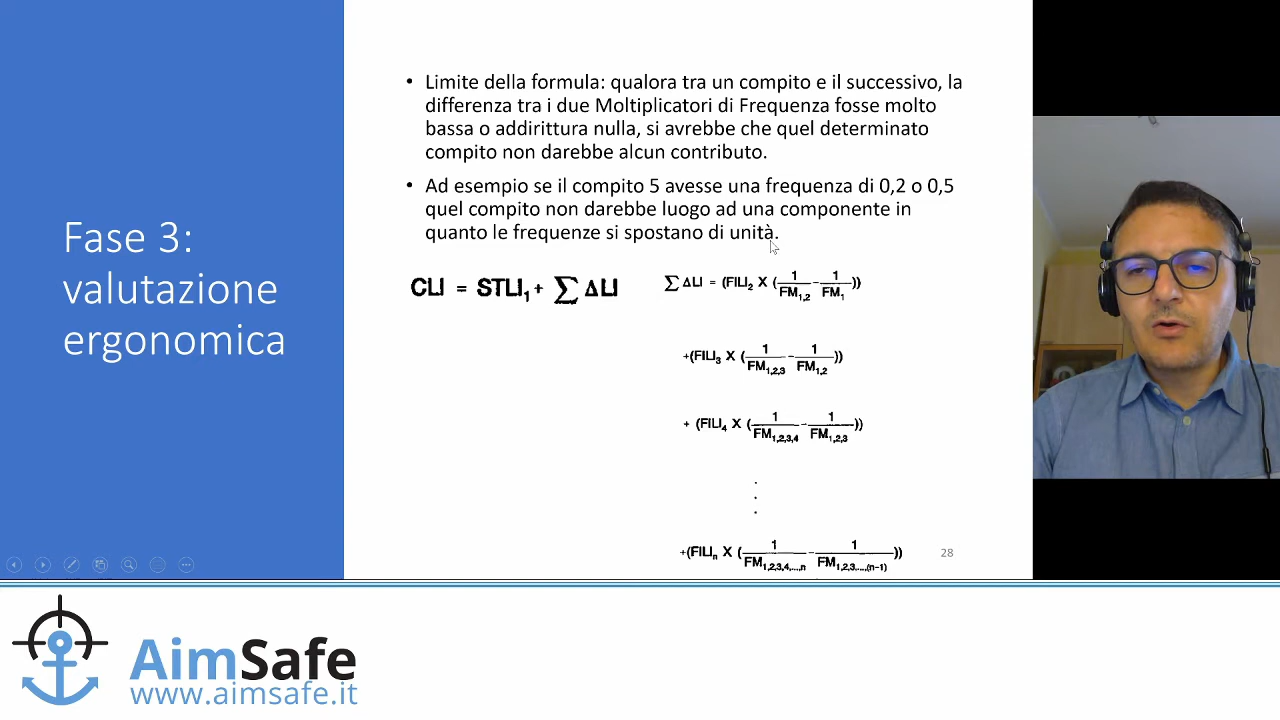 Fase 3:
valutazione
ergonomica
• Limite della formula: qualora tra un compito e il successivo, la
differenza tra i due Moltiplicatori di Frequenza fosse molto
bassa o addirittura nulla, si avrebbe che quel determinato
compito non darebbe alcun contributo.
• Ad esempio se il compito 5 avesse una frequenza di 0,2 o 0,5
quel compito non darebbe luogo ad una componente in
quanto le frequenze si spostano di unità.
CLI = STLI₁ + ∑ ΔLI
∑ ΔLI = (FILI₂ X (1/FM₁,₂ - 1/FM₁))
+(FILI₃ X (1/FM₁,₂,₃ - 1/FM₁,₂))
+ (FILI₄ X (1/FM₁,₂,₃,₄ - 1/FM₁,₂,₃))
.
.
.
+(FILIₙ X (1/FM₁,₂,₃,₄,...,ₙ - 1/FM₁,₂,₃,...,₍ₙ₋₁₎))
28
AimSafe
www.aimsafe.it